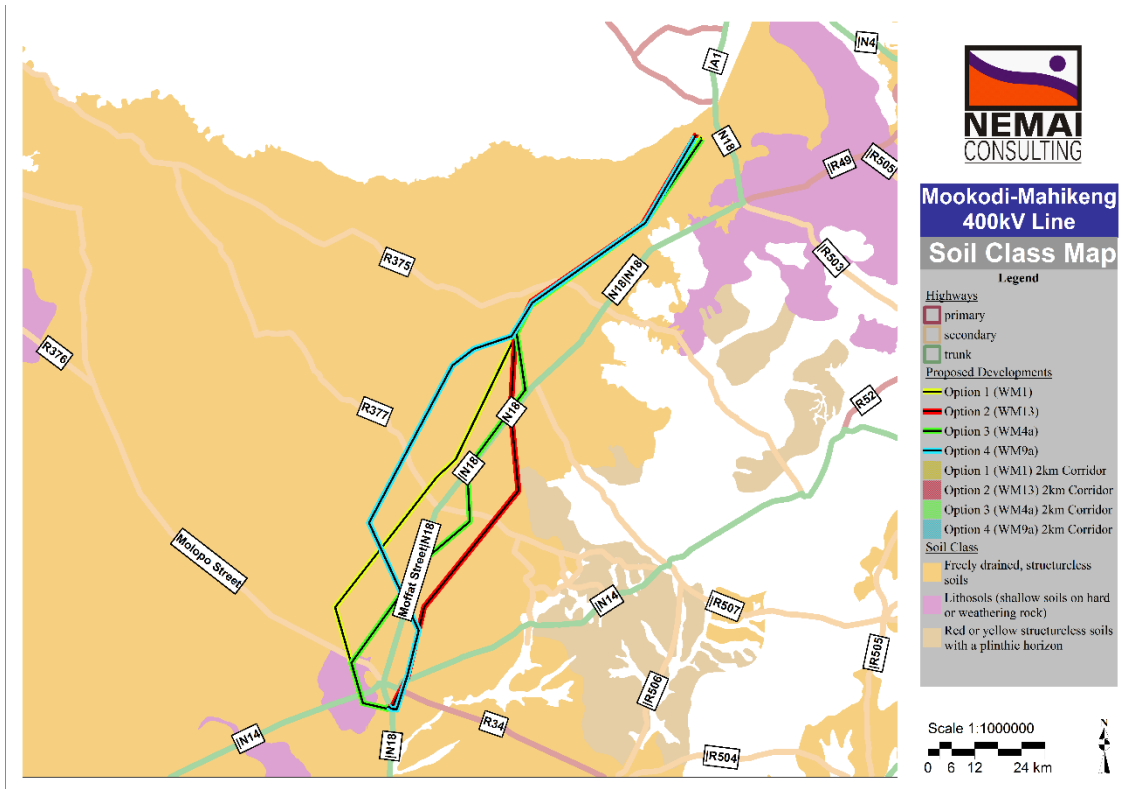 |A1
|N4
N18
|R49
|R505
R375
N18|N18
|R503
R376
R377
|N18
R52
|N18
Molopo Street
Moffat Street|N18
|N14
|R507
|R505
|R506
R34
|N14
|N18
|R504
NEMAI
CONSULTING
Mookodi-Mahikeng
400kV Line
Soil Class Map
Legend
Highways
primary
secondary
trunk
Proposed Developments
Option 1 (WM1)
Option 2 (WM13)
Option 3 (WM4a)
Option 4 (WM9a)
Option 1 (WM1) 2km Corridor
Option 2 (WM13) 2km Corridor
Option 3 (WM4a) 2km Corridor
Option 4 (WM9a) 2km Corridor
Soil Class
Freely drained, structureless
soils
Lithosols (shallow soils on hard
or weathering rock)
Red or yellow structureless soils
with a plinthic horizon
Scale 1:1000000
0 6 12 24 km
N